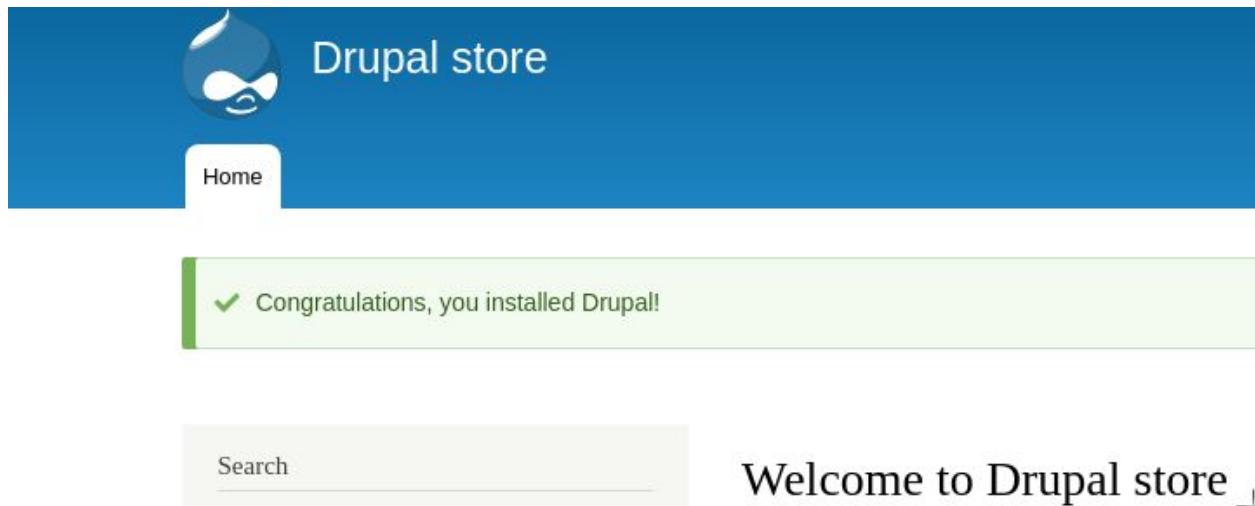 Drupal store
Home
Congratulations, you installed Drupal!
Search
Welcome to Drupal store